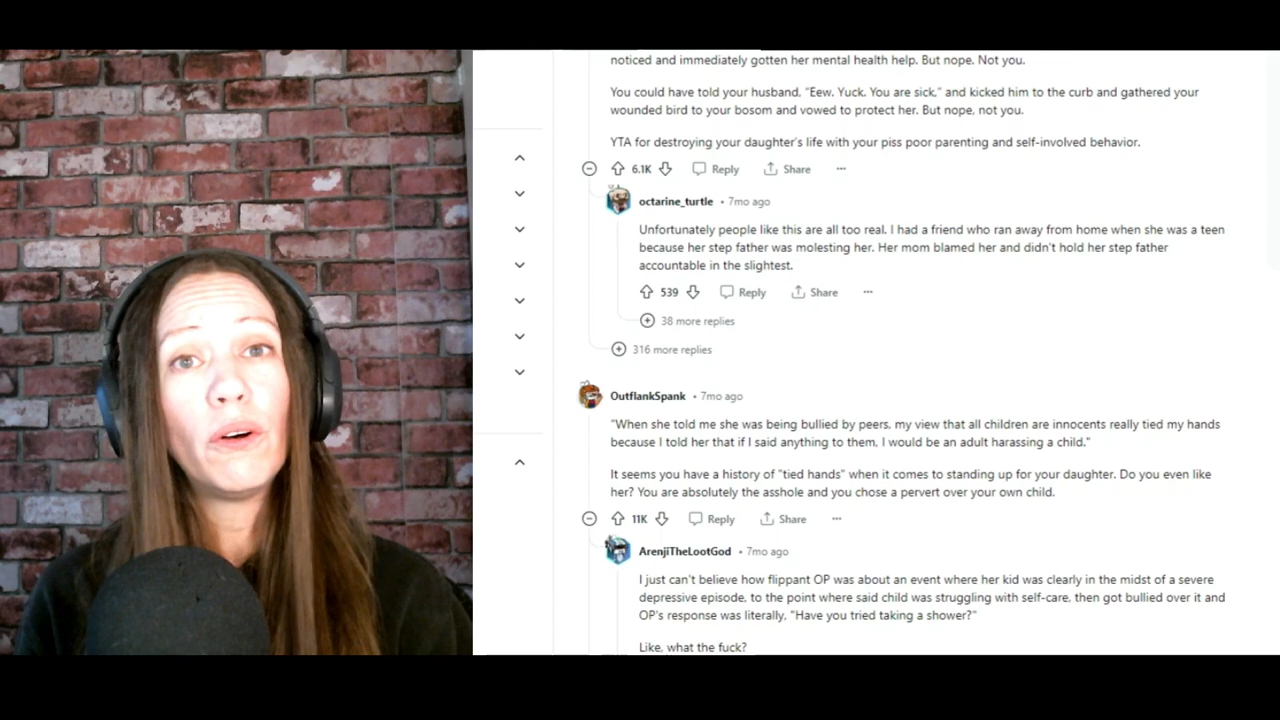 noticed and immediately gotten her mental health help. But nope. Not you.
You could have told your husband, "Eew. Yuck. You are sick," and kicked him to the curb and gathered your
wounded bird to your bosom and vowed to protect her. But nope, not you.
YTA for destroying your daughter's life with your piss poor parenting and self-involved behavior.
6.1K Reply Share ...
octarine_turtle • 7mo ago
Unfortunately people like this are all too real. I had a friend who ran away from home when she was a teen
because her step father was molesting her. Her mom blamed her and didn't hold her step father
accountable in the slightest.
539 Reply Share ...
38 more replies
316 more replies
OutflankSpank • 7mo ago
"When she told me she was being bullied by peers, my view that all children are innocents really tied my hands
because I told her that if I said anything to them, I would be an adult harassing a child."
It seems you have a history of "tied hands" when it comes to standing up for your daughter. Do you even like
her? You are absolutely the asshole and you chose a pervert over your own child.
11K Reply Share ...
ArenjiTheLootGod • 7mo ago
I just can't believe how flippant OP was about an event where her kid was clearly in the midst of a severe
depressive episode, to the point where said child was struggling with self-care, then got bullied over it and
OP's response was literally, "Have you tried taking a shower?"
Like, what the fuck?